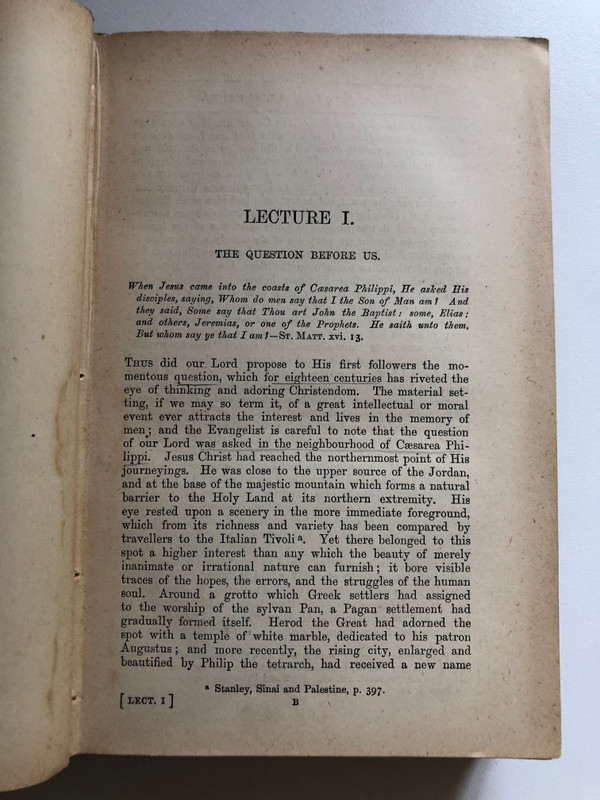 LECTURE I.
THE QUESTION BEFORE US.
When Jesus came into the coasts of Cæsarea Philippi, He asked His
disciples, saying, Whom do men say that I the Son of Man am? And
they said, Some say that Thou art John the Baptist: some, Elias;
and others, Jeremias, or one of the Prophets. He saith unto them,
But whom say ye that I am?—ST. MATT. xvi. 13.
THUS did our Lord propose to His first followers the mo-
mentous question, which for eighteen centuries has riveted the
eye of thinking and adoring Christendom. The material set-
ting, if we may so term it, of a great intellectual or moral
event ever attracts the interest and lives in the memory of
men; and the Evangelist is careful to note that the question
of our Lord was asked in the neighbourhood of Cæsarea Phi-
lippi. Jesus Christ had reached the northernmost point of His
journeyings. He was close to the upper source of the Jordan,
and at the base of the majestic mountain which forms a natural
barrier to the Holy Land at its northern extremity. His
eye rested upon a scenery in the more immediate foreground,
which from its richness and variety has been compared by
travellers to the Italian Tivoli a. Yet there belonged to this
spot a higher interest than any which the beauty of merely
inanimate or irrational nature can furnish; it bore visible
traces of the hopes, the errors, and the struggles of the human
soul. Around a grotto which Greek settlers had assigned
to the worship of the sylvan Pan, a Pagan settlement had
gradually formed itself. Herod the Great had adorned the
spot with a temple of white marble, dedicated to his patron
Augustus; and more recently, the rising city, enlarged and
beautified by Philip the tetrarch, had received a new name
a Stanley, Sinai and Palestine, p. 397.
[ LECT. I ] B